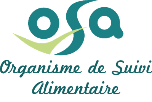 osa
Organisme de Suivi
Alimentaire